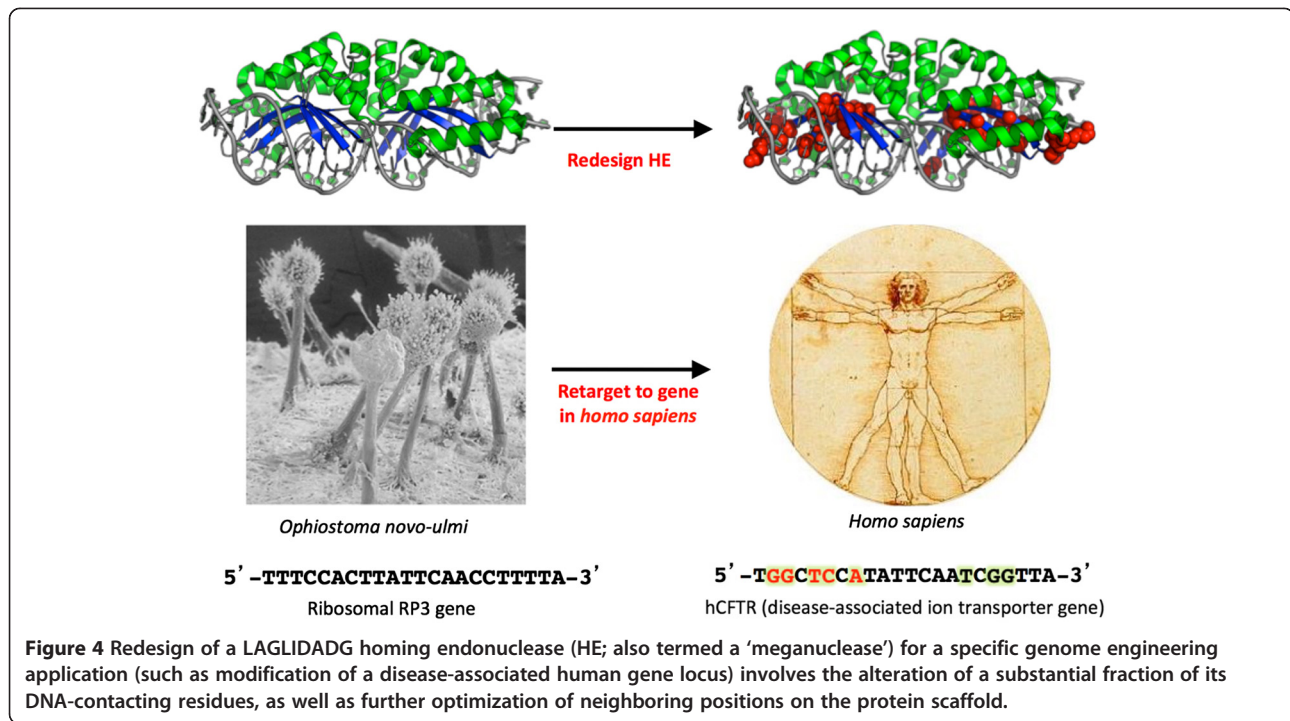 Redesign HE
Retarget to gene
in homo sapiens
Ophiostoma novo-ulmi
Homo sapiens
5'-TTTCCACTTATTCAACCTTTTA-3'
5'-TGGCTCCATATTCAATCGGTTA-3'
Ribosomal RP3 gene
hCFTR (disease-associated ion transporter gene)
Figure 4 Redesign of a LAGLIDADG homing endonuclease (HE; also termed a ‘meganuclease’) for a specific genome engineering
application (such as modification of a disease-associated human gene locus) involves the alteration of a substantial fraction of its
DNA-contacting residues, as well as further optimization of neighboring positions on the protein scaffold.